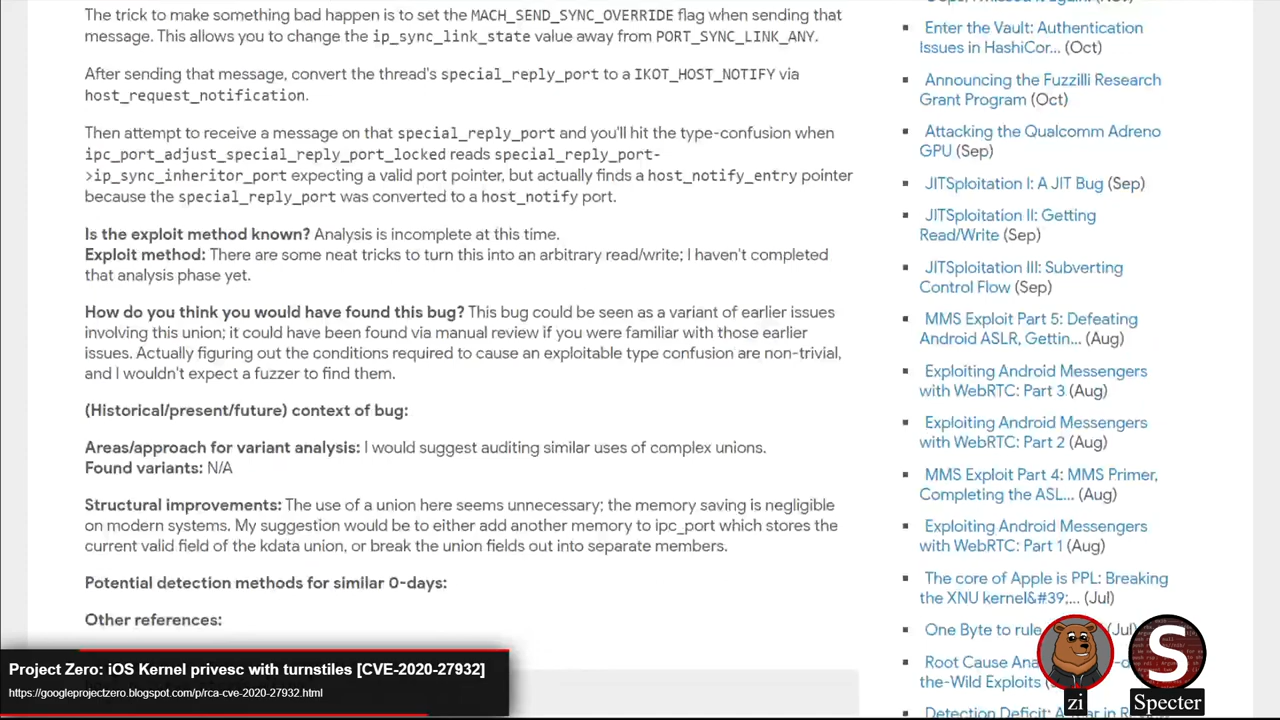 The trick to make something bad happen is to set the MACH_SEND_SYNC_OVERRIDE flag when sending that
message. This allows you to change the ip_sync_link_state value away from PORT_SYNC_LINK_ANY.
After sending that message, convert the thread's special_reply_port to a IKOT_HOST_NOTIFY via
host_request_notification.
Then attempt to receive a message on that special_reply_port and you'll hit the type-confusion when
ipc_port_adjust_special_reply_port_locked reads special_reply_port-
>ip_sync_inheritor_port expecting a valid port pointer, but actually finds a host_notify_entry pointer
because the special_reply_port was converted to a host_notify port.
Is the exploit method known? Analysis is incomplete at this time.
Exploit method: There are some neat tricks to turn this into an arbitrary read/write; I haven't completed
that analysis phase yet.
How do you think you would have found this bug? This bug could be seen as a variant of earlier issues
involving this union; it could have been found via manual review if you were familiar with those earlier
issues. Actually figuring out the conditions required to cause an exploitable type confusion are non-trivial,
and I wouldn't expect a fuzzer to find them.
(Historical/present/future) context of bug:
Areas/approach for variant analysis: I would suggest auditing similar uses of complex unions.
Found variants: N/A
Structural improvements: The use of a union here seems unnecessary; the memory saving is negligible
on modern systems. My suggestion would be to either add another memory to ipc_port which stores the
current valid field of the kdata union, or break the union fields out into separate members.
Potential detection methods for similar 0-days:
Other references:
Enter the Vault: Authentication
Issues in HashiCor... (Oct)
Announcing the Fuzzilli Research
Grant Program (Oct)
Attacking the Qualcomm Adreno
GPU (Sep)
JITSploitation I: A JIT Bug (Sep)
JITSploitation II: Getting
Read/Write (Sep)
JITSploitation III: Subverting
Control Flow (Sep)
MMS Exploit Part 5: Defeating
Android ASLR, Gettin... (Aug)
Exploiting Android Messengers
with WebRTC: Part 3 (Aug)
Exploiting Android Messengers
with WebRTC: Part 2 (Aug)
MMS Exploit Part 4: MMS Primer,
Completing the ASL... (Aug)
Exploiting Android Messengers
with WebRTC: Part 1 (Aug)
The core of Apple is PPL: Breaking
the XNU kernel&#39;... (Jul)
One Byte to rule (Jul)
Root Cause
the-Wild Exploits
Detection Deficit:
Project Zero: iOS Kernel privesc with turnstiles [CVE-2020-27932]
https://googleprojectzero.blogspot.com/p/rca-cve-2020-27932.html
S
zi
Specter